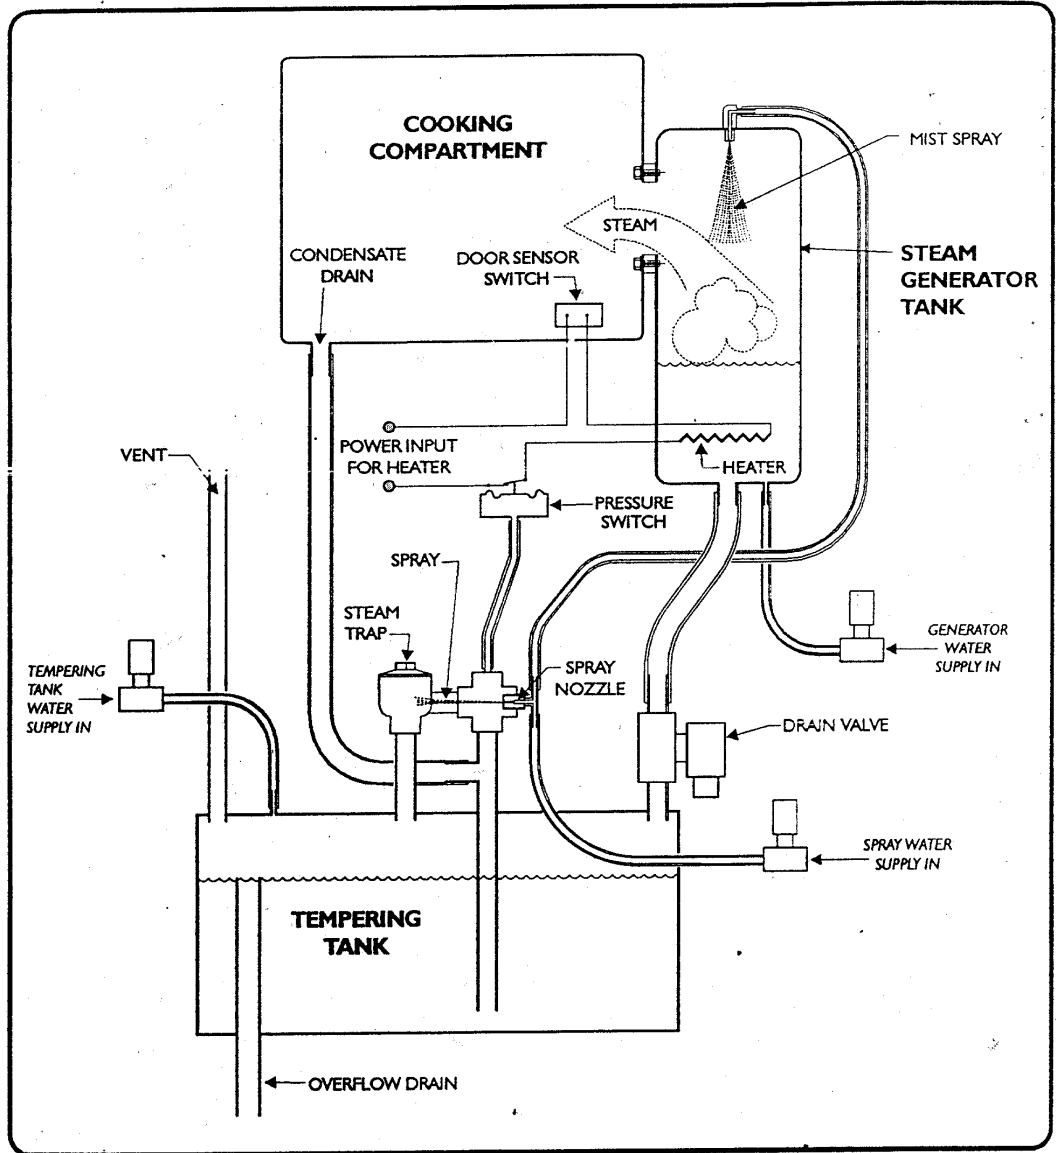 COOKING
COMPARTMENT
MIST SPRAY
STEAM
CONDENSATE
DRAIN
DOOR SENSOR
SWITCH
STEAM
GENERATOR
TANK
POWER INPUT
FOR HEATER
HEATER
VENT
PRESSURE
SWITCH
SPRAY
STEAM
TRAP
SPRAY
NOZZLE
GENERATOR
WATER
SUPPLY IN
TEMPERING
TANK
WATER
SUPPLY IN
DRAIN VALVE
SPRAY WATER
SUPPLY IN
TEMPERING
TANK
OVERFLOW DRAIN